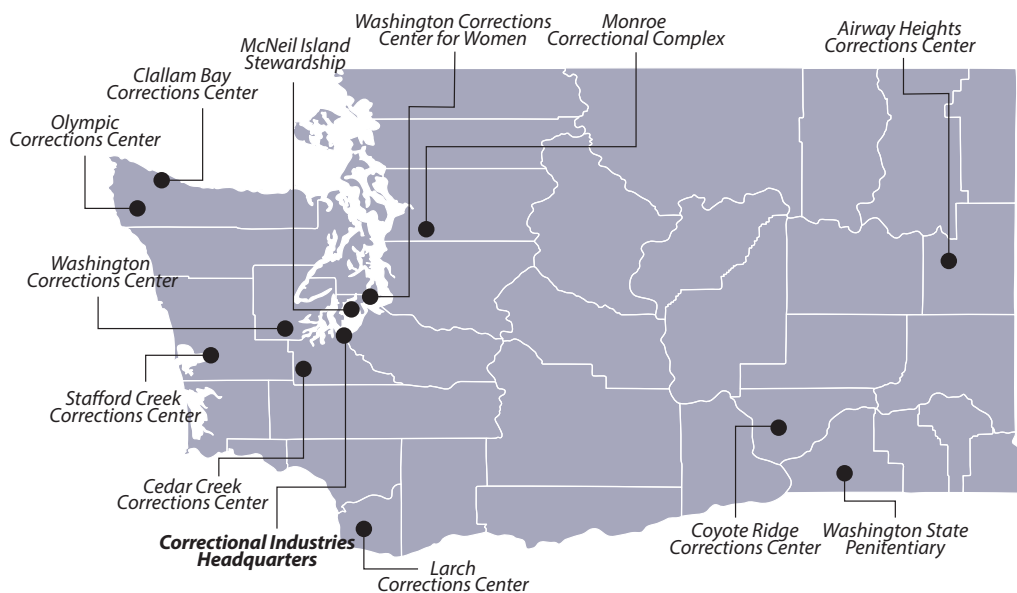 Washington Corrections
Center for Women
Monroe
Correctional Complex
Airway Heights
Corrections Center
McNeil Island
Stewardship
Clallam Bay
Corrections Center
Olympic
Corrections Center
Washington
Corrections Center
Stafford Creek
Corrections Center
Cedar Creek
Corrections Center
Correctional Industries
Headquarters
Larch
Corrections Center
Coyote Ridge
Corrections Center
Washington State
Penitentiary